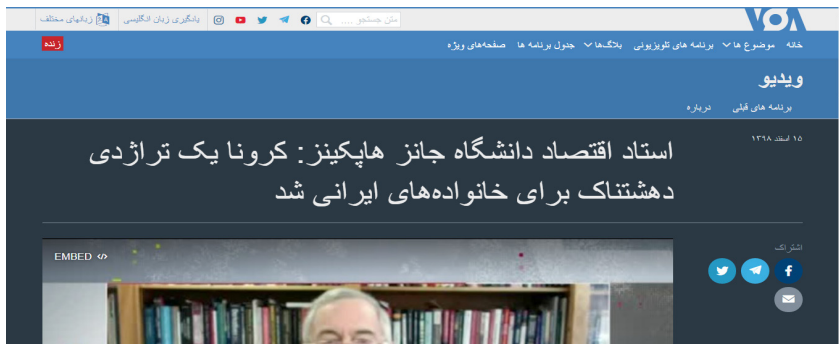 VOA
متن جستجو ....
یادگیری زبان انگلیسی
زبانهای مختلف
خانه موضوع ها برنامه های تلویزیونی بلاگ‌ها جدول برنامه ها صفحه‌های ویژه
زنده
ویدیو
برنامه های قبلی درباره
۱۵ اسفند ۱۳۹۸
استاد اقتصاد دانشگاه جانز هاپکینز: کرونا یک تراژدی
دهشتناک برای خانواده‌های ایرانی شد
اشتراک
EMBED </>